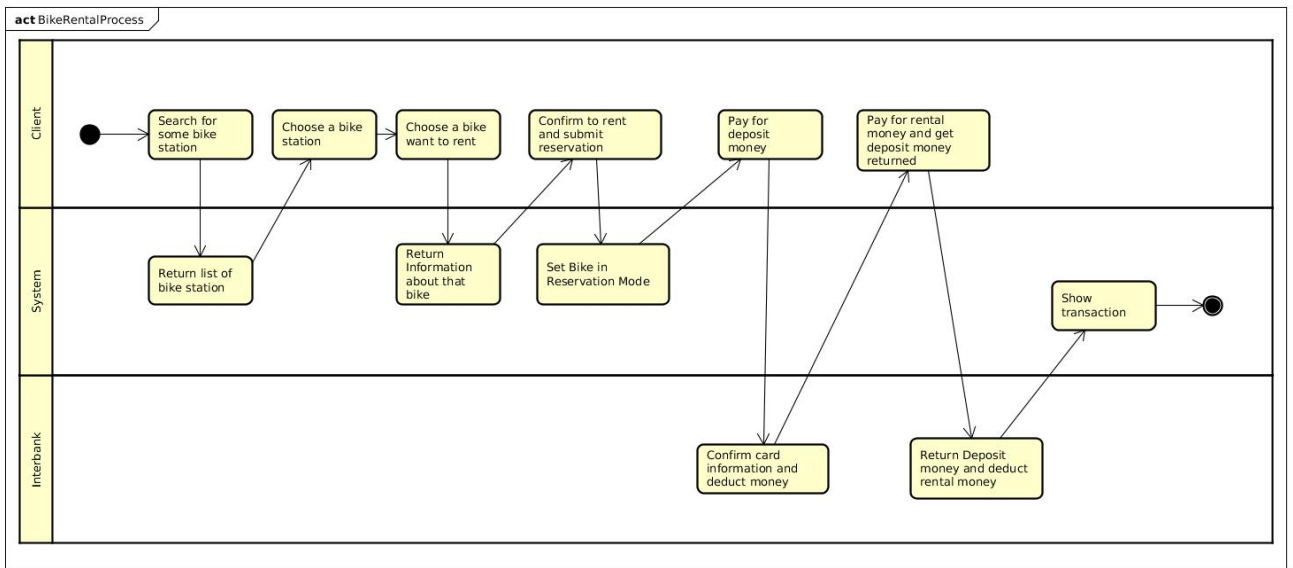 act BikeRentalProcess
Client
Search for
some bike
station
Choose a bike
station
Choose a bike
want to rent
Confirm to rent
and submit
reservation
Pay for
deposit
money
Pay for rental
money and get
deposit money
returned
System
Return list of
bike station
Return
Information
about that
bike
Set Bike in
Reservation Mode
Show
transaction
Interbank
Confirm card
information and
deduct money
Return Deposit
money and deduct
rental money